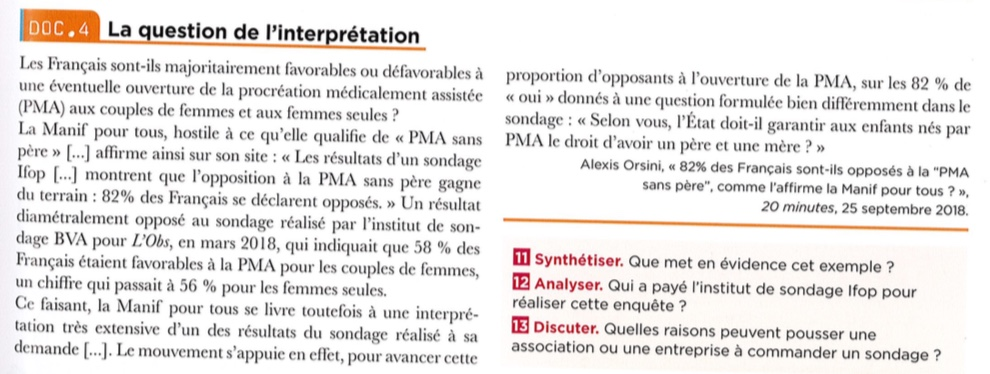 DOC.4 La question de l'interprétation
Les Français sont-ils majoritairement favorables ou défavorables à
une éventuelle ouverture de la procréation médicalement assistée
(PMA) aux couples de femmes et aux femmes seules ?
La Manif pour tous, hostile à ce qu'elle qualifie de « PMA sans
père » [...] affirme ainsi sur son site : « Les résultats d'un sondage
Ifop [...] montrent que l'opposition à la PMA sans père gagne
du terrain : 82% des Français se déclarent opposés. » Un résultat
diamétralement opposé au sondage réalisé par l'institut de son-
dage BVA pour L'Obs, en mars 2018, qui indiquait que 58 % des
Français étaient favorables à la PMA pour les couples de femmes,
un chiffre qui passait à 56 % pour les femmes seules.
Ce faisant, la Manif pour tous se livre toutefois à une interpré-
tation très extensive d'un des résultats du sondage réalisé à sa
demande [...]. Le mouvement s'appuie en effet, pour avancer cette
proportion d'opposants à l'ouverture de la PMA, sur les 82 % de
« oui » donnés à une question formulée bien différemment dans le
sondage : « Selon vous, l'État doit-il garantir aux enfants nés par
PMA le droit d'avoir un père et une mère ? »
Alexis Orsini, « 82% des Français sont-ils opposés à la "PMA
sans père", comme l'affirme la Manif pour tous ? »,
20 minutes, 25 septembre 2018.
11 Synthétiser. Que met en évidence cet exemple ?
12 Analyser. Qui a payé l'institut de sondage Ifop pour
réaliser cette enquête ?
13 Discuter. Quelles raisons peuvent pousser une
association ou une entreprise à commander un sondage ?